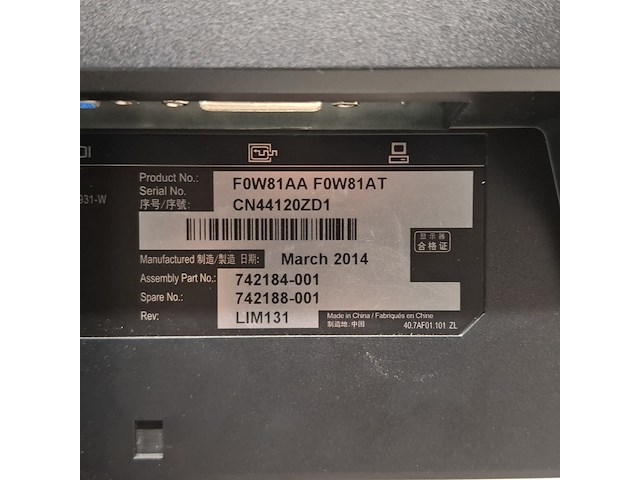 DI
Product No.: F0W81AA F0W81AT
Serial No.
931-W 序号/序號: CN44120ZD1
显示器
合格证
Manufactured 制造/製造 日期: March 2014
Assembly Part No.: 742184-001
Spare No.: 742188-001
Rev: LIM131
Made in China / Fabriqués en Chine
制造地: 中国 40.7AF01.101 ZL